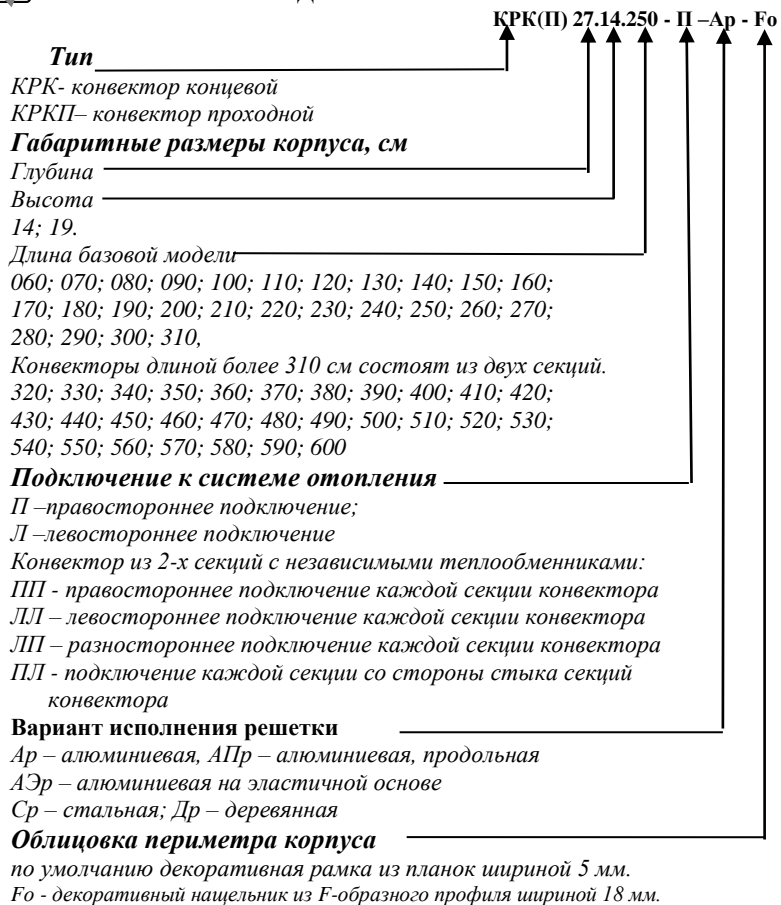 КРК(П) 27.14.250 - П –Ар - Fo
Тип
КРК- конвектор концевой
КРКП– конвектор проходной
Габаритные размеры корпуса, см
Глубина
Высота
14; 19.
Длина базовой модели
060; 070; 080; 090; 100; 110; 120; 130; 140; 150; 160;
170; 180; 190; 200; 210; 220; 230; 240; 250; 260; 270;
280; 290; 300; 310,
Конвекторы длиной более 310 см состоят из двух секций.
320; 330; 340; 350; 360; 370; 380; 390; 400; 410; 420;
430; 440; 450; 460; 470; 480; 490; 500; 510; 520; 530;
540; 550; 560; 570; 580; 590; 600
Подключение к системе отопления
П –правостороннее подключение;
Л –левостороннее подключение
Конвектор из 2-х секций с независимыми теплообменниками:
ПП - правостороннее подключение каждой секции конвектора
ЛЛ – левостороннее подключение каждой секции конвектора
ЛП – разностороннее подключение каждой секции конвектора
ПЛ - подключение каждой секции со стороны стыка секций
конвектора
Вариант исполнения решетки
Ар – алюминиевая, АПр – алюминиевая, продольная
АЭр – алюминиевая на эластичной основе
Ср – стальная; Др – деревянная
Облицовка периметра корпуса
по умолчанию декоративная рамка из планок шириной 5 мм.
Fo - декоративный нащельник из F-образного профиля шириной 18 мм.